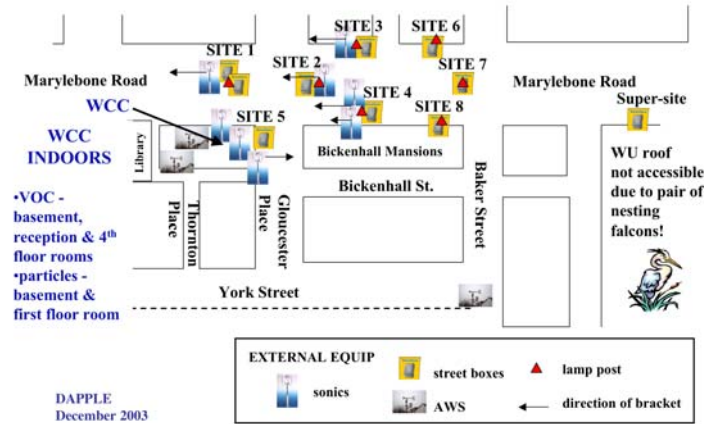 SITE 3
SITE 6
SITE 1
SITE 2
SITE 7
Marylebone Road
Marylebone Road
SITE 4
WCC
SITE 5
SITE 8
Super-site
WCC
INDOORS
Library
Bickenhall Mansions
WU roof
not accessible
due to pair of
nesting
falcons!
Bickenhall St.
Thornton
Place
Gloucester
Place
Baker Street
•VOC -
basement,
reception & 4th
floor rooms
•particles -
basement &
first floor room
York Street
EXTERNAL EQUIP
sonics
street boxes
AWS
lamp post
direction of bracket
DAPPLE
December 2003